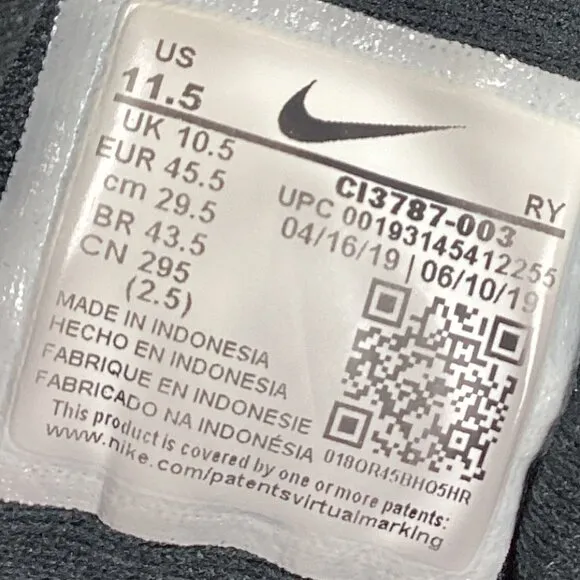 US
11.5
UK 10.5
EUR 45.5
cm 29.5
BR 43.5
CN 295
(2.5)
RY
CI3787-003
UPC 00193145412255
04/16/19 | 06/10/19
MADE IN INDONESIA
HECHO EN INDONESIA
FABRIQUE EN INDONESIE
FABRICADO NA INDONÉSIA
018QR45BHQ5HR
This product is covered by one or more patents:
www.nike.com/patentsvirtualmarking